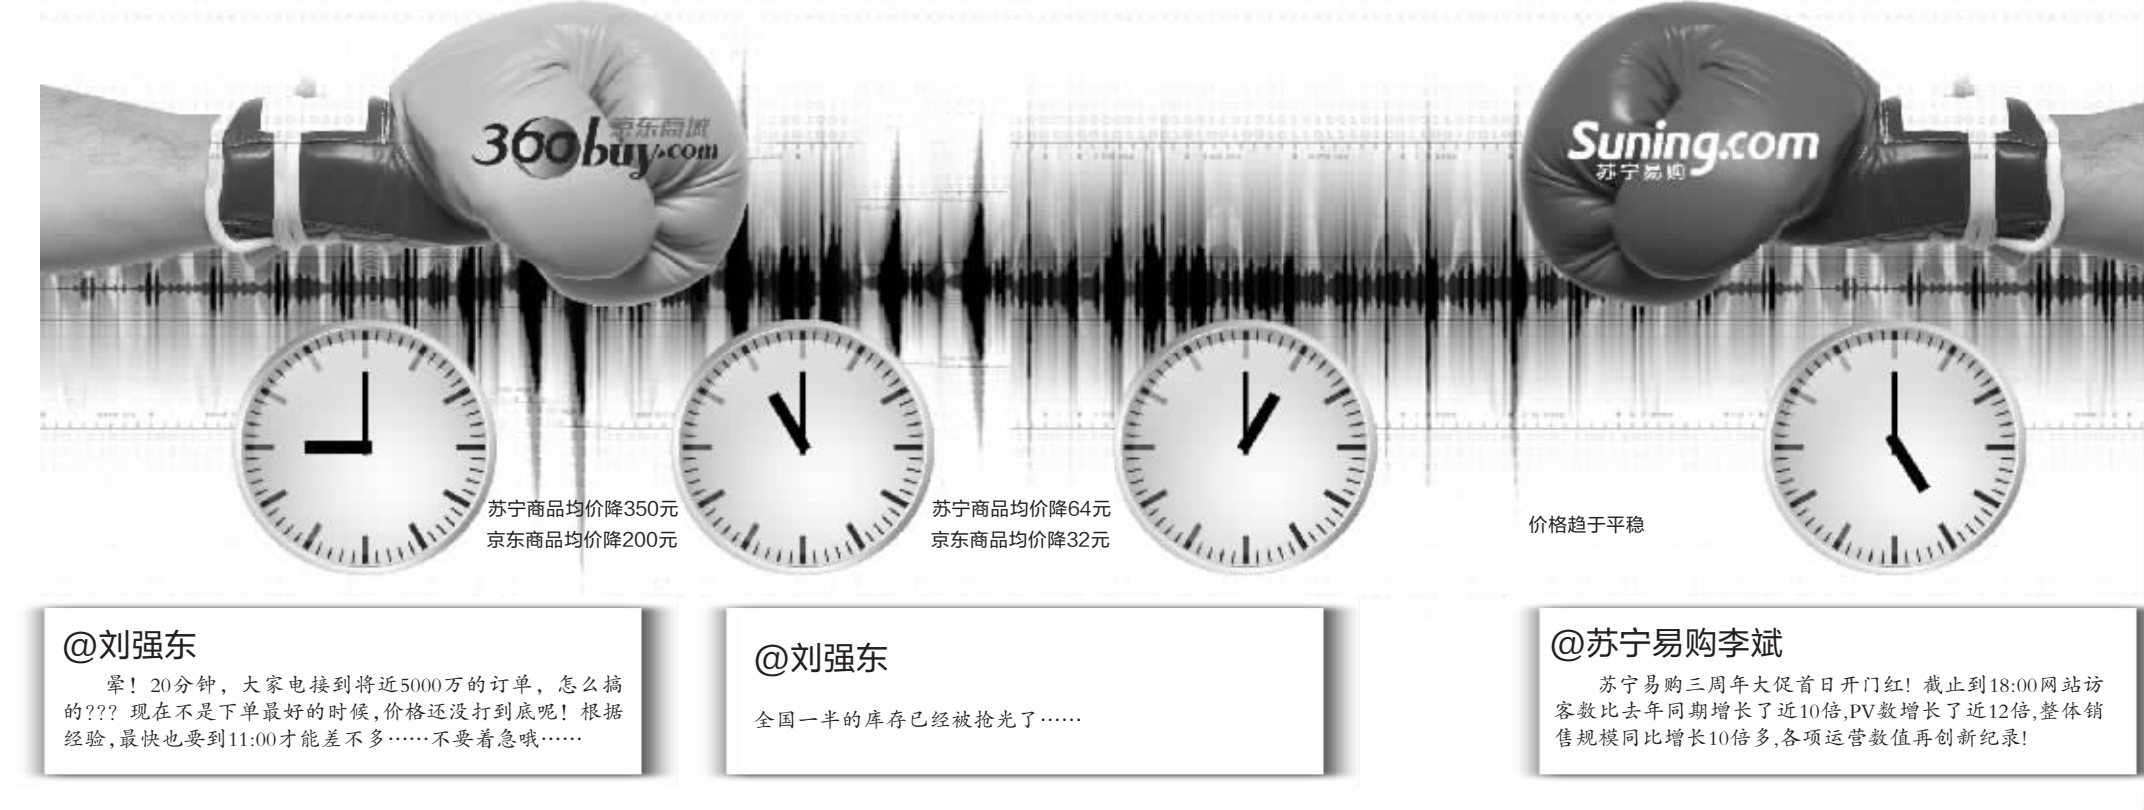 360buy.com
京东商城
Suning.com
苏宁易购
苏宁商品均价降350元
京东商品均价降200元
苏宁商品均价降64元
京东商品均价降32元
价格趋于平稳
@刘强东
晕！20分钟，大家电接到将近5000万的订单，怎么搞
的???现在不是下单最好的时候,价格还没打到底呢！根据
经验,最快也要到11:00才能差不多……不要着急哦……
@刘强东
全国一半的库存已经被抢光了……
@苏宁易购李斌
苏宁易购三周年大促首日开门红！截止到18:00网站访
客数比去年同期增长了近10倍,PV数增长了近12倍,整体销
售规模同比增长10倍多,各项运营数值再创新纪录!